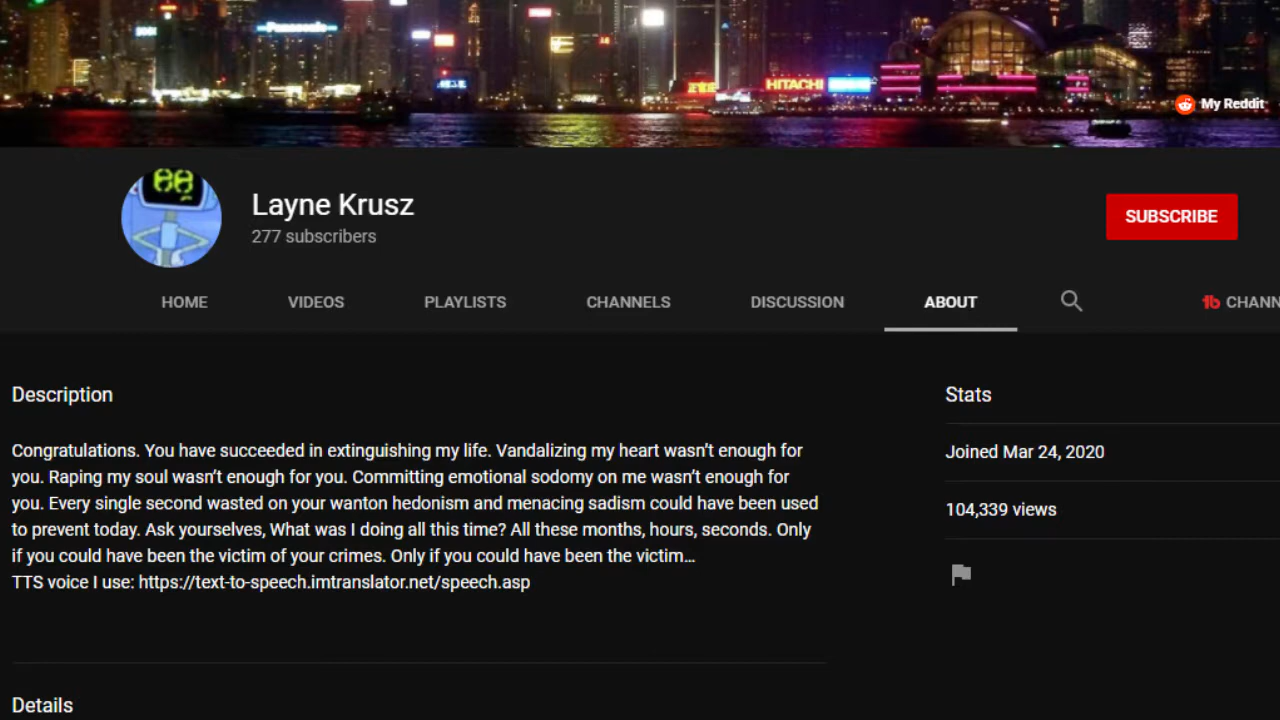 Panasonic
HITACHI
My Reddit
Layne Krusz
277 subscribers
SUBSCRIBE
HOME VIDEOS PLAYLISTS CHANNELS DISCUSSION ABOUT CHANN
Description
Stats
Congratulations. You have succeeded in extinguishing my life. Vandalizing my heart wasn't enough for
you. Raping my soul wasn't enough for you. Committing emotional sodomy on me wasn't enough for
you. Every single second wasted on your wanton hedonism and menacing sadism could have been used
to prevent today. Ask yourselves, What was I doing all this time? All these months, hours, seconds. Only
if you could have been the victim of your crimes. Only if you could have been the victim...
TTS voice I use: https://text-to-speech.imtranslator.net/speech.asp
Joined Mar 24, 2020
104,339 views
Details